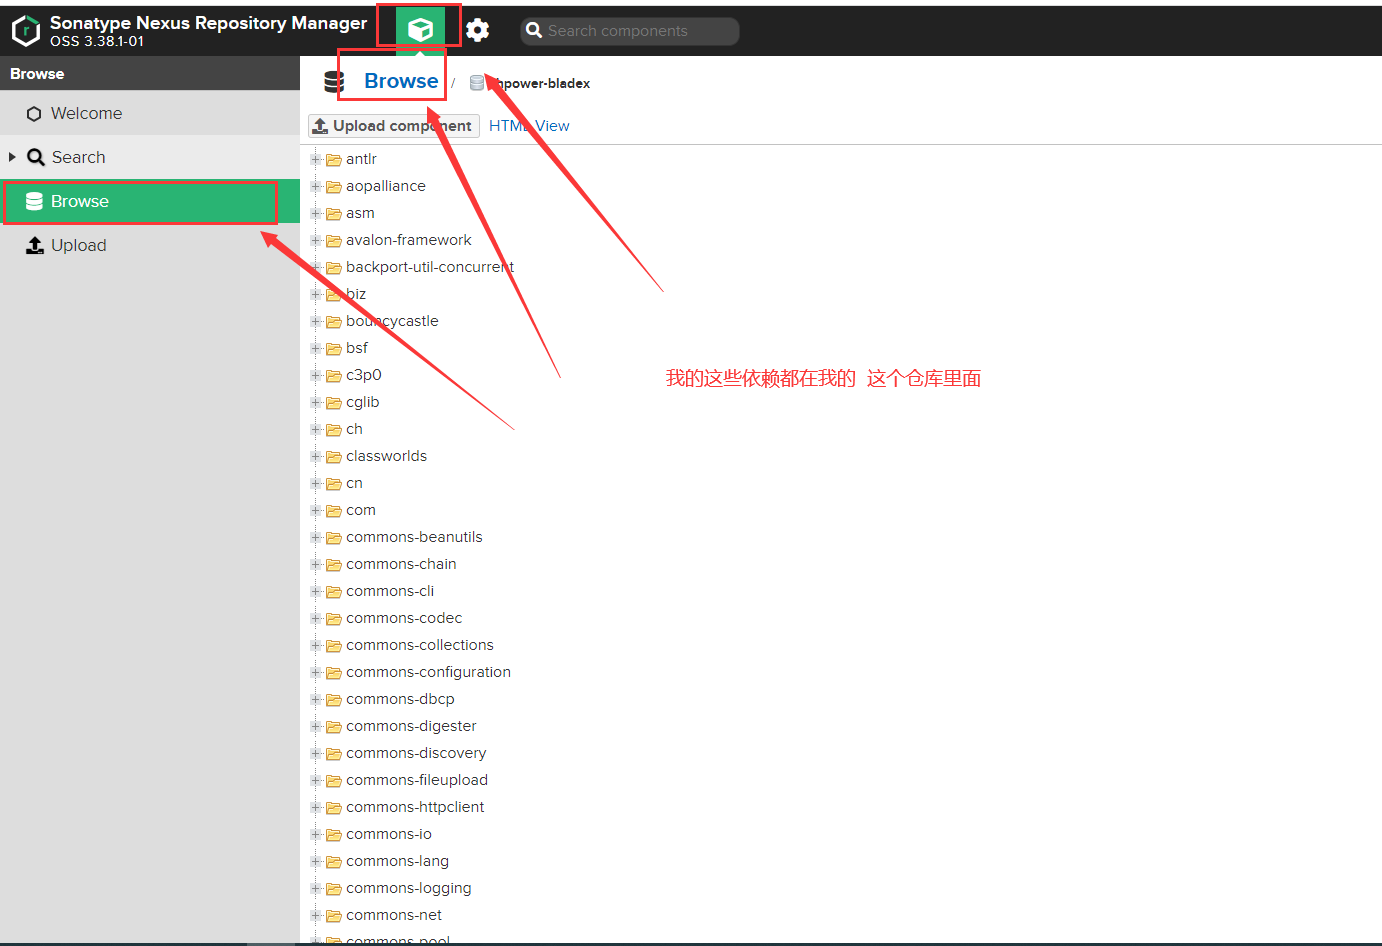 Sonatype Nexus Repository Manager
OSS 3.38.1-01
Search components
Browse
Welcome
Search
Browse
Upload
Browse / hpower-bladex
Upload component HTML View
antlr
aopalliance
asm
avalon-framework
backport-util-concurrent
biz
bouncycastle
bsf
c3p0
我的这些依赖都在我的 这个仓库里面
cglib
ch
classworlds
cn
com
commons-beanutils
commons-chain
commons-cli
commons-codec
commons-collections
commons-configuration
commons-dbcp
commons-digester
commons-discovery
commons-fileupload
commons-httpclient
commons-io
commons-lang
commons-logging
commons-net
commons-pool